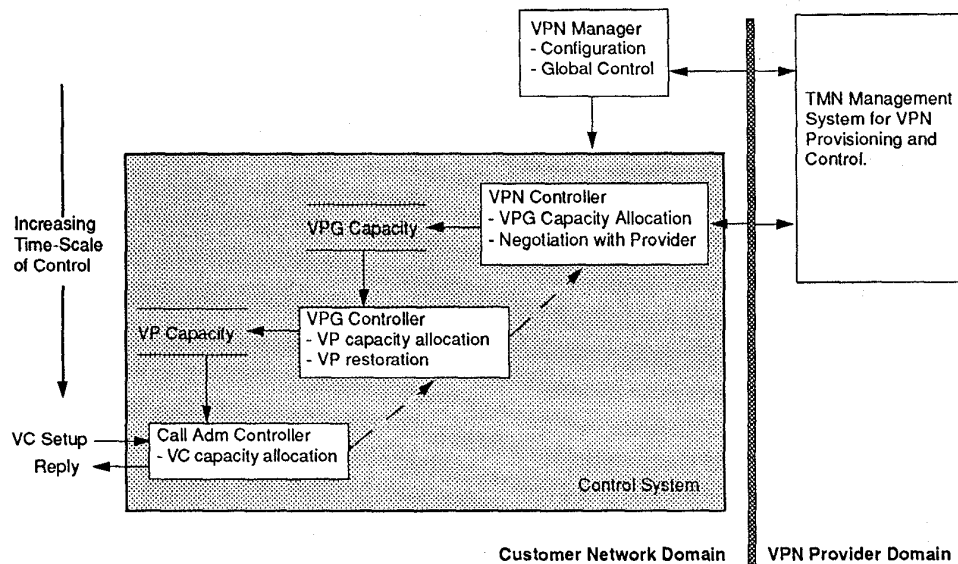 VPN Manager
- Configuration
- Global Control
TMN Management
System for VPN
Provisioning and
Control.
Increasing
Time-Scale
of Control
VPN Controller
- VPG Capacity Allocation
- Negotiation with Provider
VPG Capacity
VPG Controller
- VP capacity allocation
- VP restoration
VP Capacity
VC Setup
Reply
Call Adm Controller
- VC capacity allocation
Control System
Customer Network Domain
VPN Provider Domain